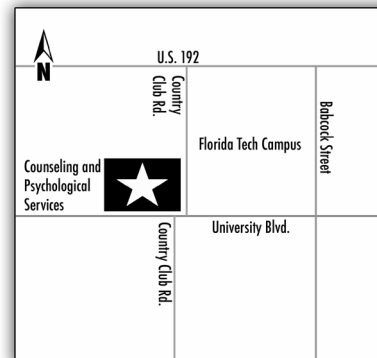 N
U.S. 192
Country
Club Rd.
Babcock Street
Florida Tech Campus
Counseling and
Psychological
Services
University Blvd.
Country Club Rd.